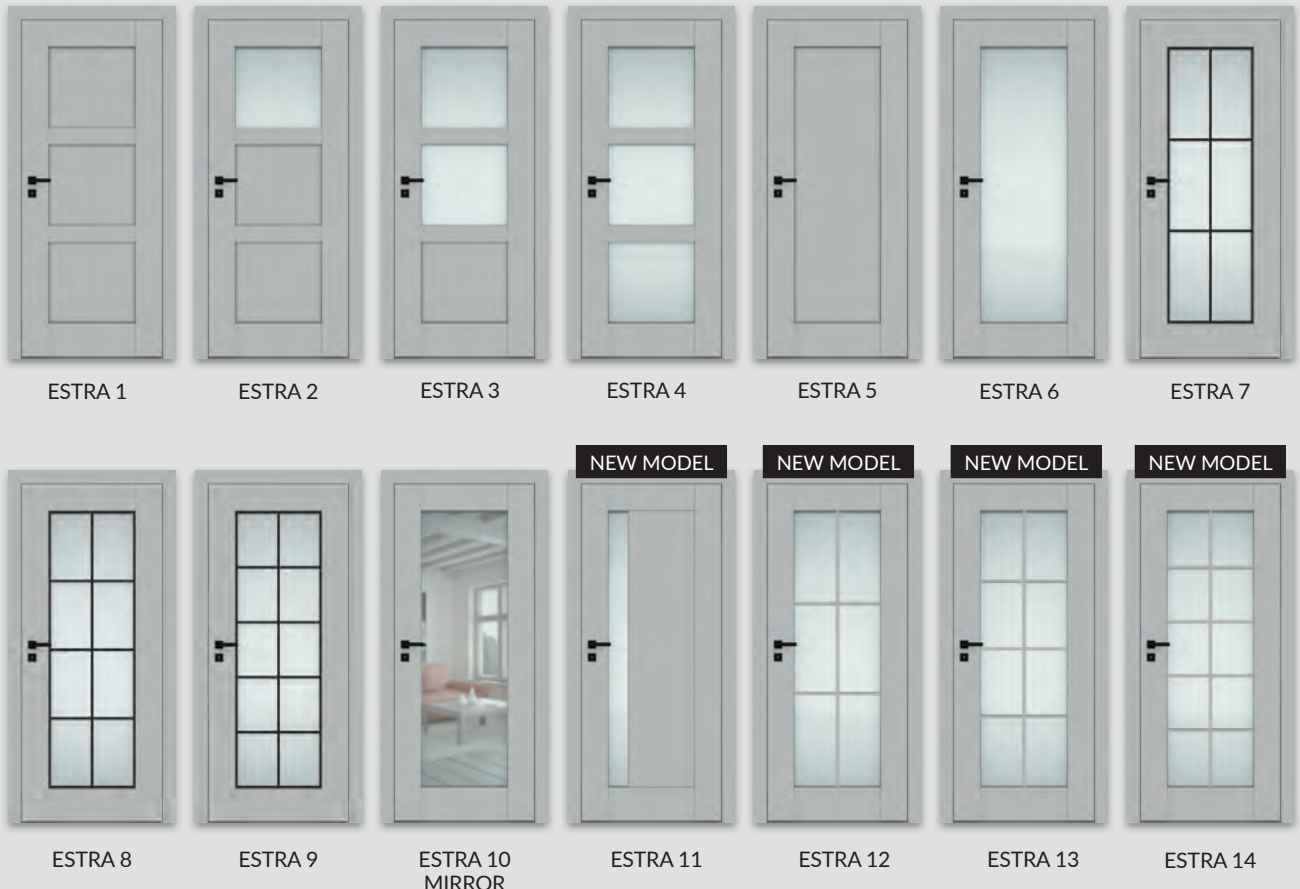 ESTRA 1
ESTRA 2
ESTRA 3
ESTRA 4
ESTRA 5
ESTRA 6
ESTRA 7
NEW MODEL
NEW MODEL
NEW MODEL
NEW MODEL
ESTRA 8
ESTRA 9
ESTRA 10
MIRROR
ESTRA 11
ESTRA 12
ESTRA 13
ESTRA 14